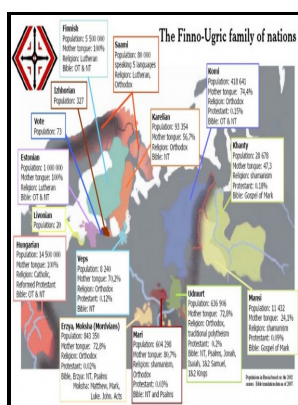 The Finno-Ugric family of nations
Finnish
Population: 5 500 000
Mother tongue: 100%
Religion: Lutheran
Bible: OT & NT
Saami
Population: 80 000
speaking 5 languages
Religion: Lutheran,
Orthodox
Izhborian
Population: 327
Vote
Population: 73
Karelian
Population: 93 354
Mother tongue: 56,7%
Religion: Orthodox
Bible: NT
Komi
Population: 418 641
Mother tongue: 74,4%
Religion: Orthodox
Protestant: 0.15%
Bible: OT & NT
Estonian
Population: 1 000 000
Mother tongue: 100%
Religion: Lutheran
Bible: OT & NT
Khanty
Population: 28 678
Mother tongue: 47,3
Religion: shamanism
Protestant: 0.18%
Bible: Gospel of Mark
Livonian
Population: 20
Hungarian
Population: 14 500 000
Mother tongue: 100%
Religion: Catholic,
Reformed Protestant
Bible: OT & NT
Veps
Population: 8 240
Mother tongue: 70,2%
Religion: Orthodox
Protestant: 0.12%
Bible: NT
Mansi
Population: 11 432
Mother tongue: 24,1%
Religion: shamanism
Protestant: 0.09%
Bible: Gospel of Mark
Erzya, Moksha (Mordvians)
Population: 843 350
Mother tongue: 72,8%
Religion: Orthodox
Protestant: 0.02%
Bible, Erzya: NT, Psalms
Moksha: Matthew, Mark,
Luke, John, Acts
Mari
Population: 604 298
Mother tongue: 80,7%
Religion: shamanism,
Orthodox
Protestant: 0.03%
Bible: NT and Psalms
Udmurt
Population: 636 906
Mother tongue: 72,8%
Religion: Orthodox,
traditional polytheism
Protestant: 0.2%
Bible: NT, Psalms, Jonah,
Isaiah, 1&2 Samuel,
1&2 Kings